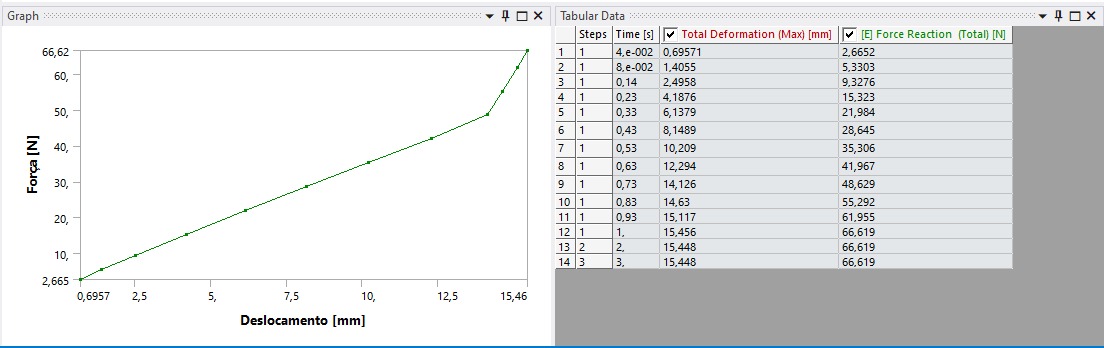 Graph
66,62
60,
50,
40,
30,
20,
10,
2,665
Força [N]
0,6957 2,5 5, 7,5 10, 12,5 15,46
Deslocamento [mm]
Tabular Data
Steps Time [s] Total Deformation (Max) [mm] [E] Force Reaction (Total) [N]
1 1 4,e-002 0,69571 2,6652
2 1 8,e-002 1,4055 5,3303
3 1 0,14 2,4958 9,3276
4 1 0,23 4,1876 15,323
5 1 0,33 6,1379 21,984
6 1 0,43 8,1489 28,645
7 1 0,53 10,209 35,306
8 1 0,63 12,294 41,967
9 1 0,73 14,126 48,629
10 1 0,83 14,63 55,292
11 1 0,93 15,117 61,955
12 1 1, 15,456 66,619
13 2 2, 15,448 66,619
14 3 3, 15,448 66,619